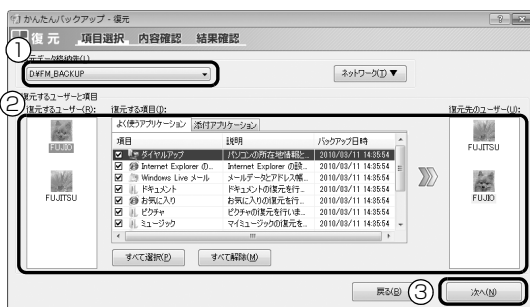 かんたんバックアップ - 復元
復元 項目選択 内容確認 結果確認
①
元データ格納先(L)
D:¥FM_BACKUP
ネットワーク(T)▼
②
復元するユーザーと項目
復元するユーザー(R):
復元する項目(I):
復元先のユーザー(U):
よく使うアプリケーション 添付アプリケーション
項目 説明 バックアップ日時
ダイヤルアップ パソコンの所在地情報と... 2010/03/11 14:35:54
Internet Explorer の... Internet Explorer の設... 2010/03/11 14:35:54
Windows Live メール メールデータとアドレス帳... 2010/03/11 14:35:54
ドキュメント ドキュメントの復元を行... 2010/03/11 14:35:54
お気に入り お気に入りの復元を行... 2010/03/11 14:35:54
ピクチャ ピクチャの復元を行いま... 2010/03/11 14:35:54
ミュージック マイミュージックの復元を... 2010/03/11 14:35:54
FUJIO
FUJITSU
FUJITSU
FUJIO
すべて選択(P) すべて解除(M)
戻る(B)
③
次へ(N)